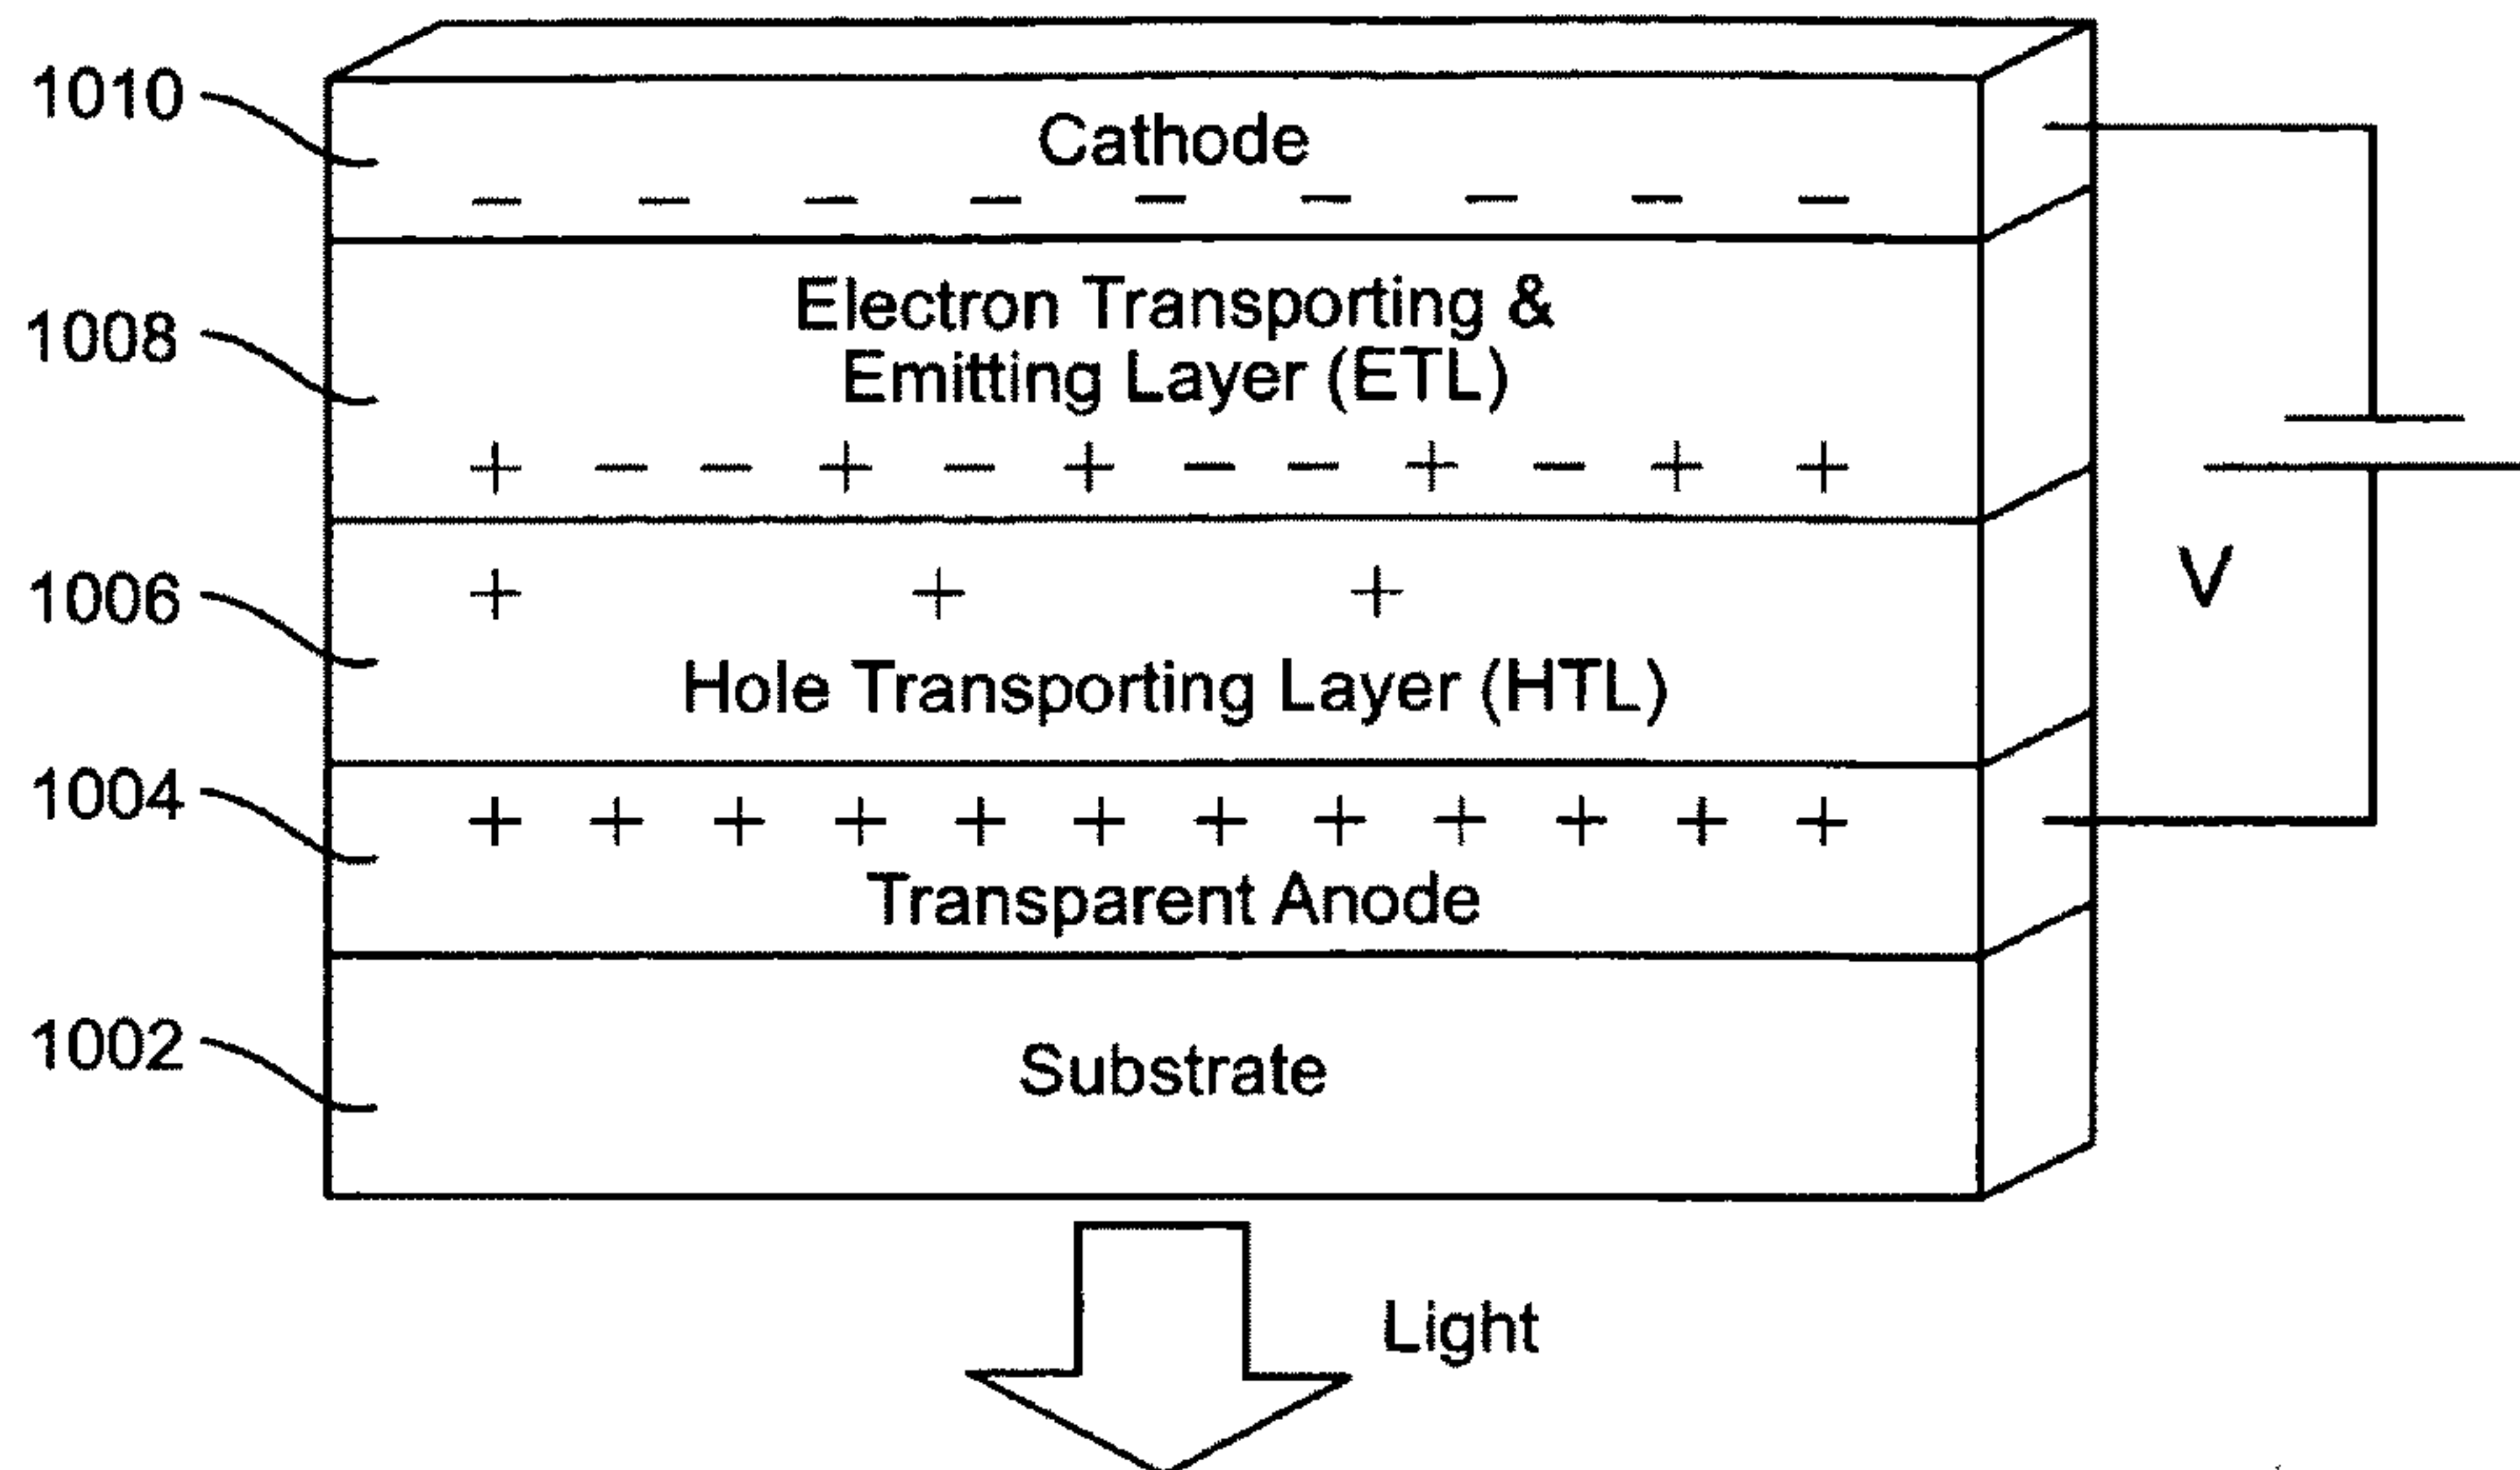 1010
Cathode
− − − − − − − − −
1008
Electron Transporting &
Emitting Layer (ETL)
+ − − + − + − − + − + +
1006
+ + +
Hole Transporting Layer (HTL)
V
1004
+ + + + + + + + + + + +
Transparent Anode
1002
Substrate
Light